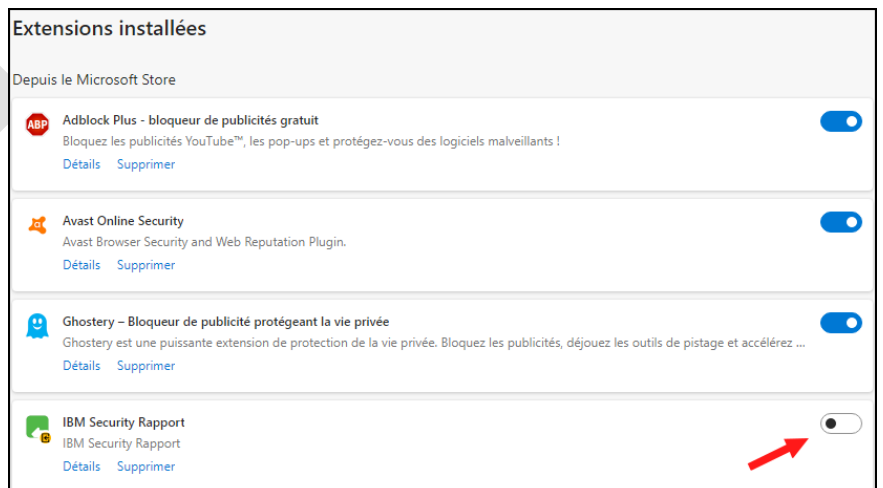 Extensions installées
Depuis le Microsoft Store
ABP
Adblock Plus - bloqueur de publicités gratuit
Bloquez les publicités YouTube™, les pop-ups et protégez-vous des logiciels malveillants !
Détails Supprimer
Avast Online Security
Avast Browser Security and Web Reputation Plugin.
Détails Supprimer
Ghostery – Bloqueur de publicité protégeant la vie privée
Ghostery est une puissante extension de protection de la vie privée. Bloquez les publicités, déjouez les outils de pistage et accélérez ...
Détails Supprimer
IBM Security Rapport
IBM Security Rapport
Détails Supprimer